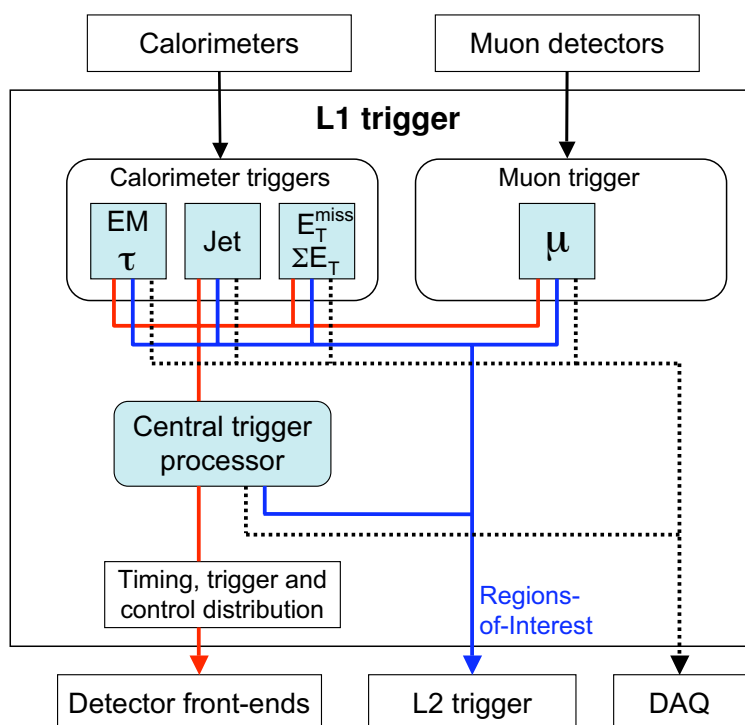 Calorimeters
Muon detectors
L1 trigger
Calorimeter triggers
Muon trigger
EM
τ
Jet
E_T^miss
ΣE_T
μ
Central trigger
processor
Timing, trigger and
control distribution
Regions-
of-Interest
Detector front-ends
L2 trigger
DAQ